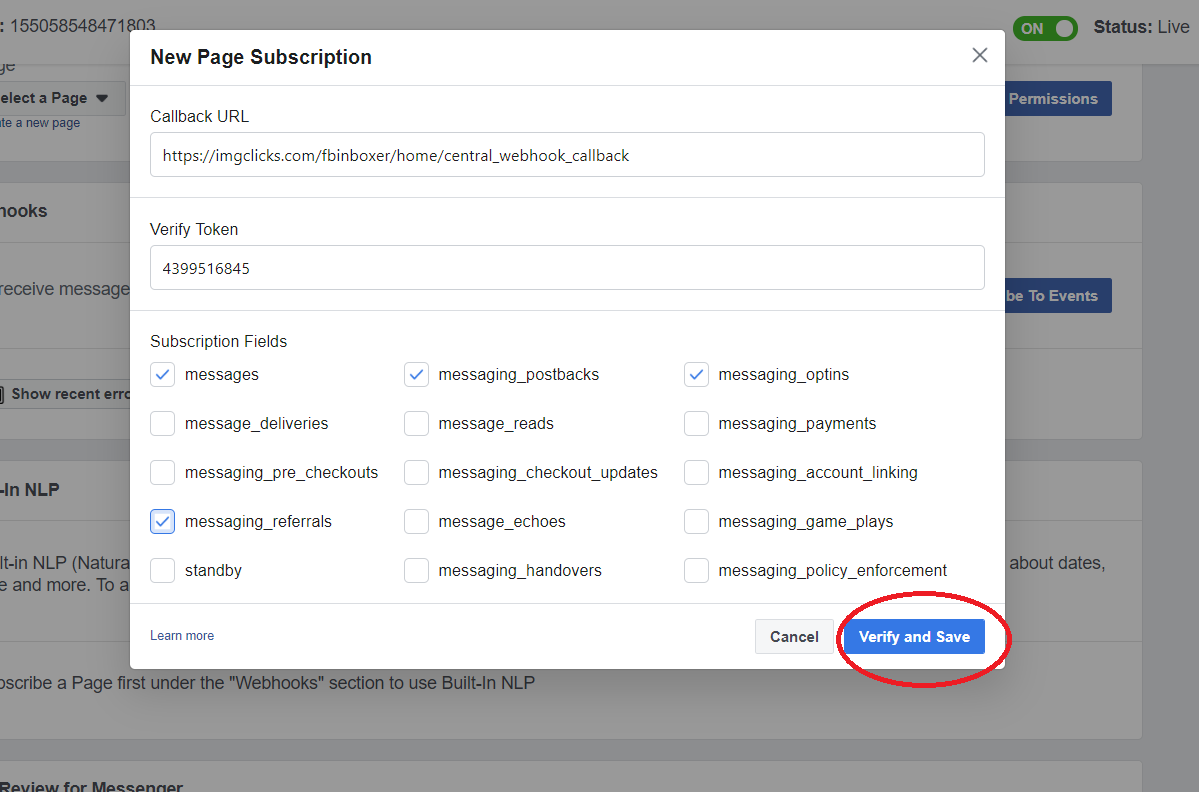 : 155058548471803
ON
Status: Live
New Page Subscription
elect a Page
te a new page
Permissions
Callback URL
https://imgclicks.com/fbinboxer/home/central_webhook_callback
hooks
Verify Token
4399516845
receive message
be To Events
Subscription Fields
messages messaging_postbacks messaging_optins
Show recent erro
message_deliveries message_reads messaging_payments
messaging_pre_checkouts messaging_checkout_updates messaging_account_linking
-In NLP
messaging_referrals message_echoes messaging_game_plays
lt-in NLP (Natura about dates,
standby messaging_handovers messaging_policy_enforcement
e and more. To a
Learn more
Cancel
Verify and Save
bscribe a Page first under the "Webhooks" section to use Built-In NLP
Review for Messenger